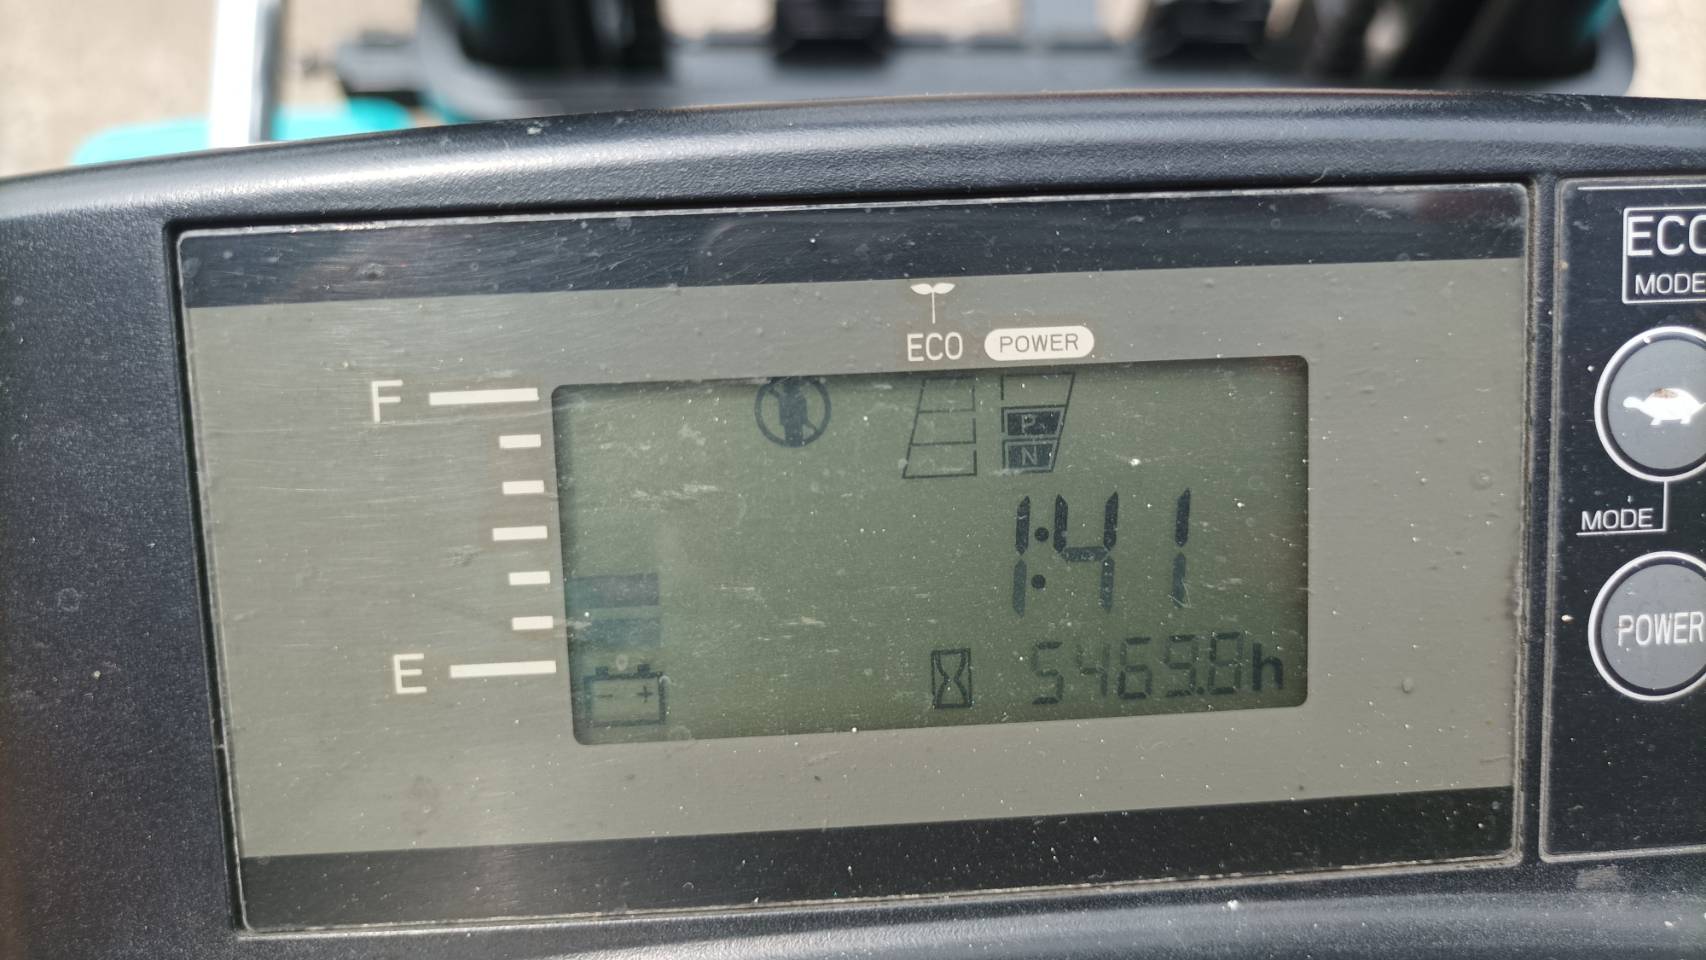 ECO
MODE
ECO POWER
F
P
N
1:41
MODE
POWER
E
- +
5469.8h